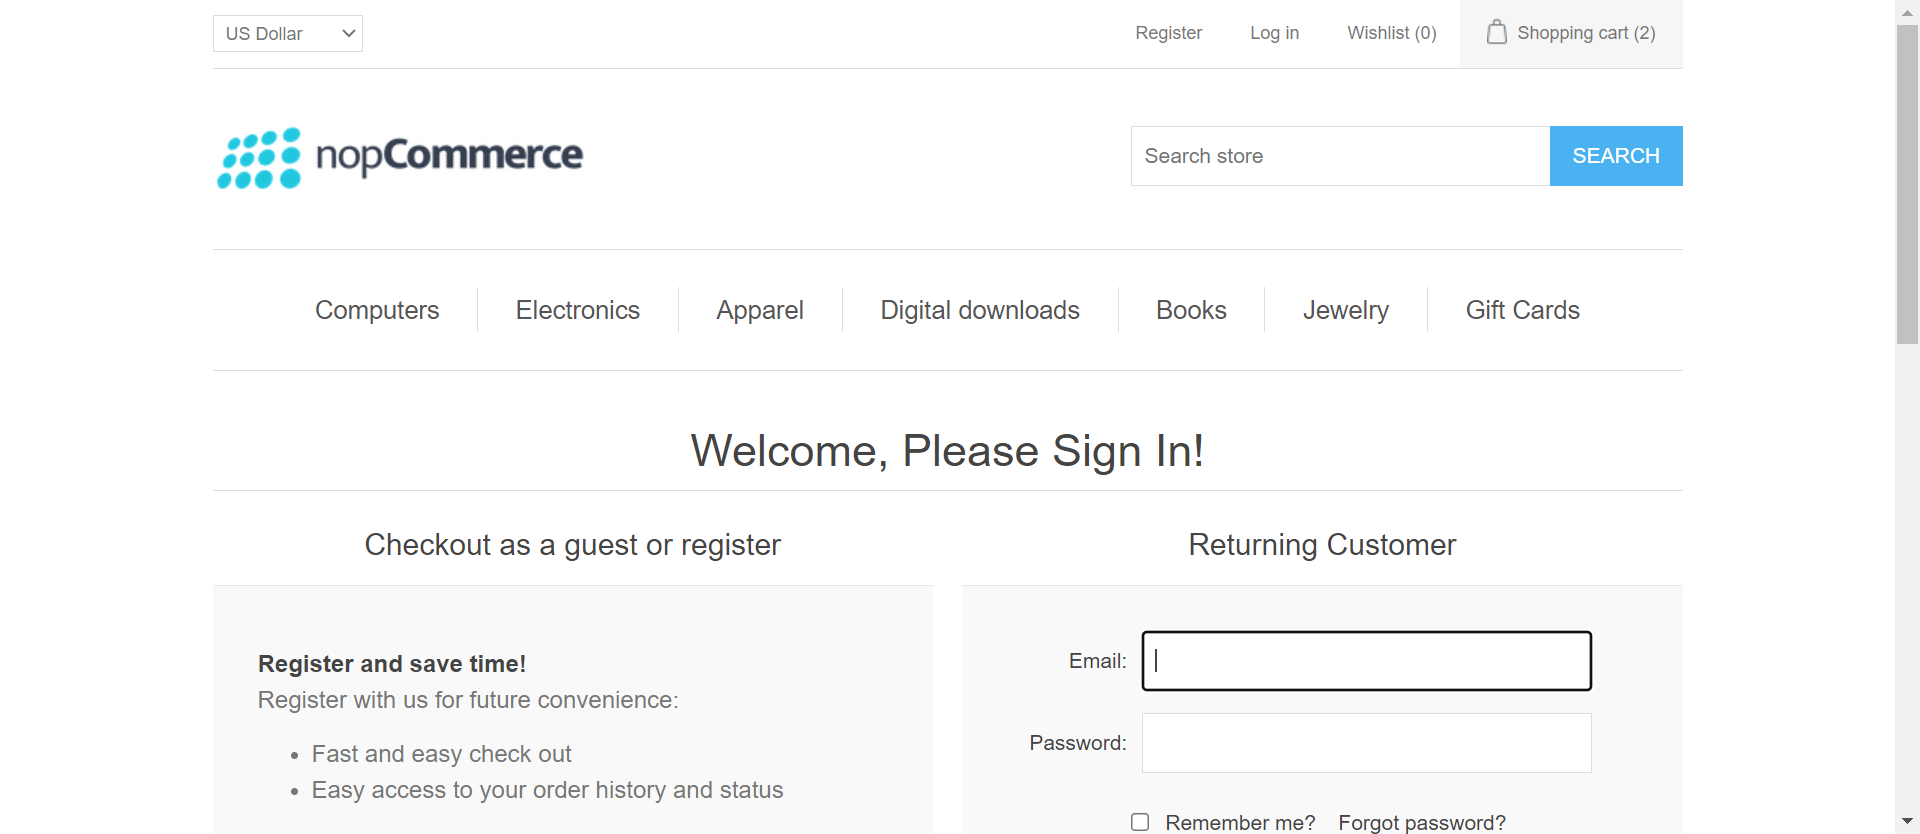 US Dollar
Register
Log in
Wishlist (0)
Shopping cart (2)
nopCommerce
Search store
SEARCH
Computers
Electronics
Apparel
Digital downloads
Books
Jewelry
Gift Cards
Welcome, Please Sign In!
Checkout as a guest or register
Register and save time!
Register with us for future convenience:
Fast and easy check out
Easy access to your order history and status
Returning Customer
Email:
Password:
Remember me?
Forgot password?